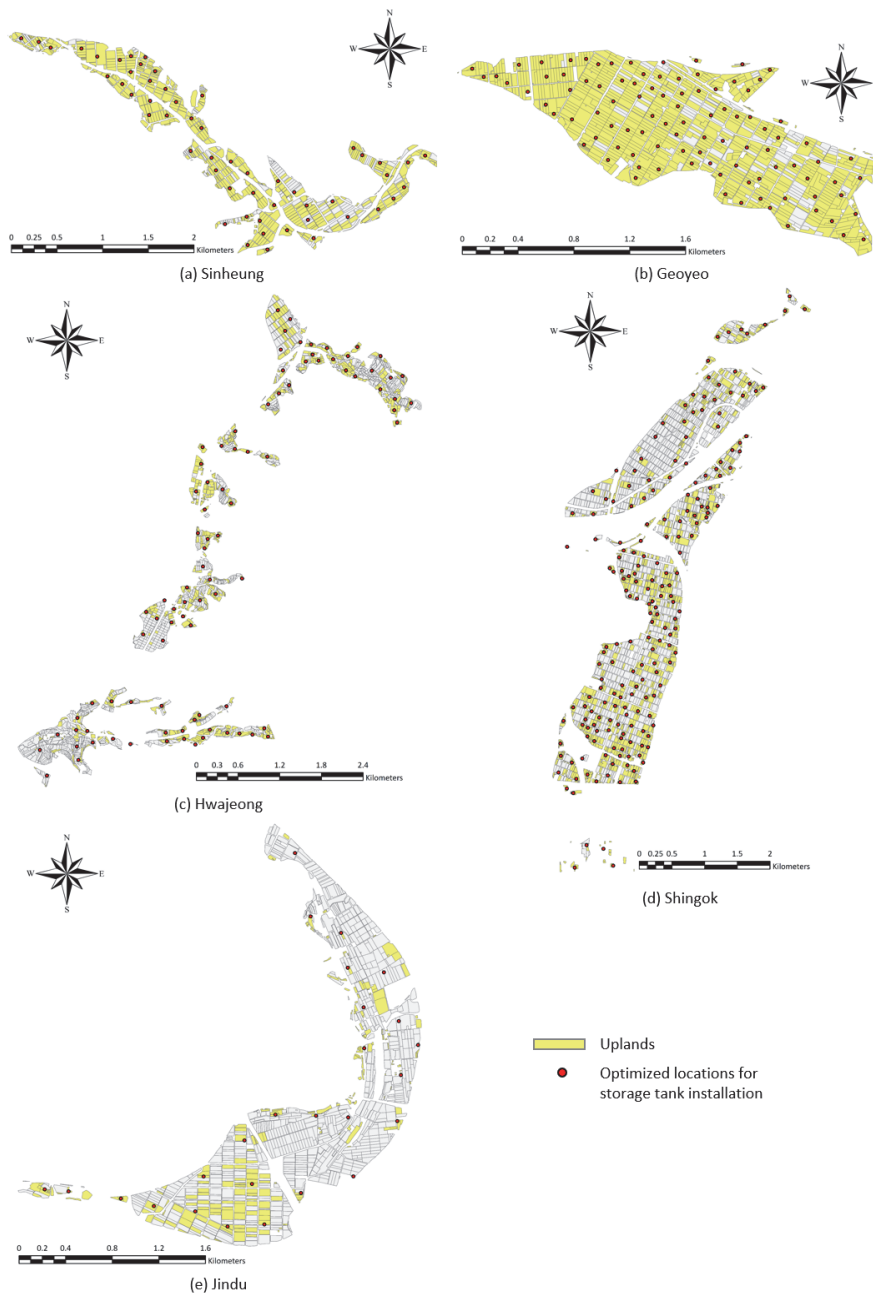 N
W E
S
0 0.25 0.5 1 1.5 2
Kilometers
(a) Sinheung
N
W E
S
0 0.2 0.4 0.8 1.2 1.6
Kilometers
(b) Geoyeo
N
W E
S
0 0.3 0.6 1.2 1.8 2.4
Kilometers
(c) Hwajeong
N
W E
S
0 0.25 0.5 1 1.5 2
Kilometers
(d) Shingok
N
W E
S
0 0.2 0.4 0.8 1.2 1.6
Kilometers
(e) Jindu
Uplands
Optimized locations for
storage tank installation